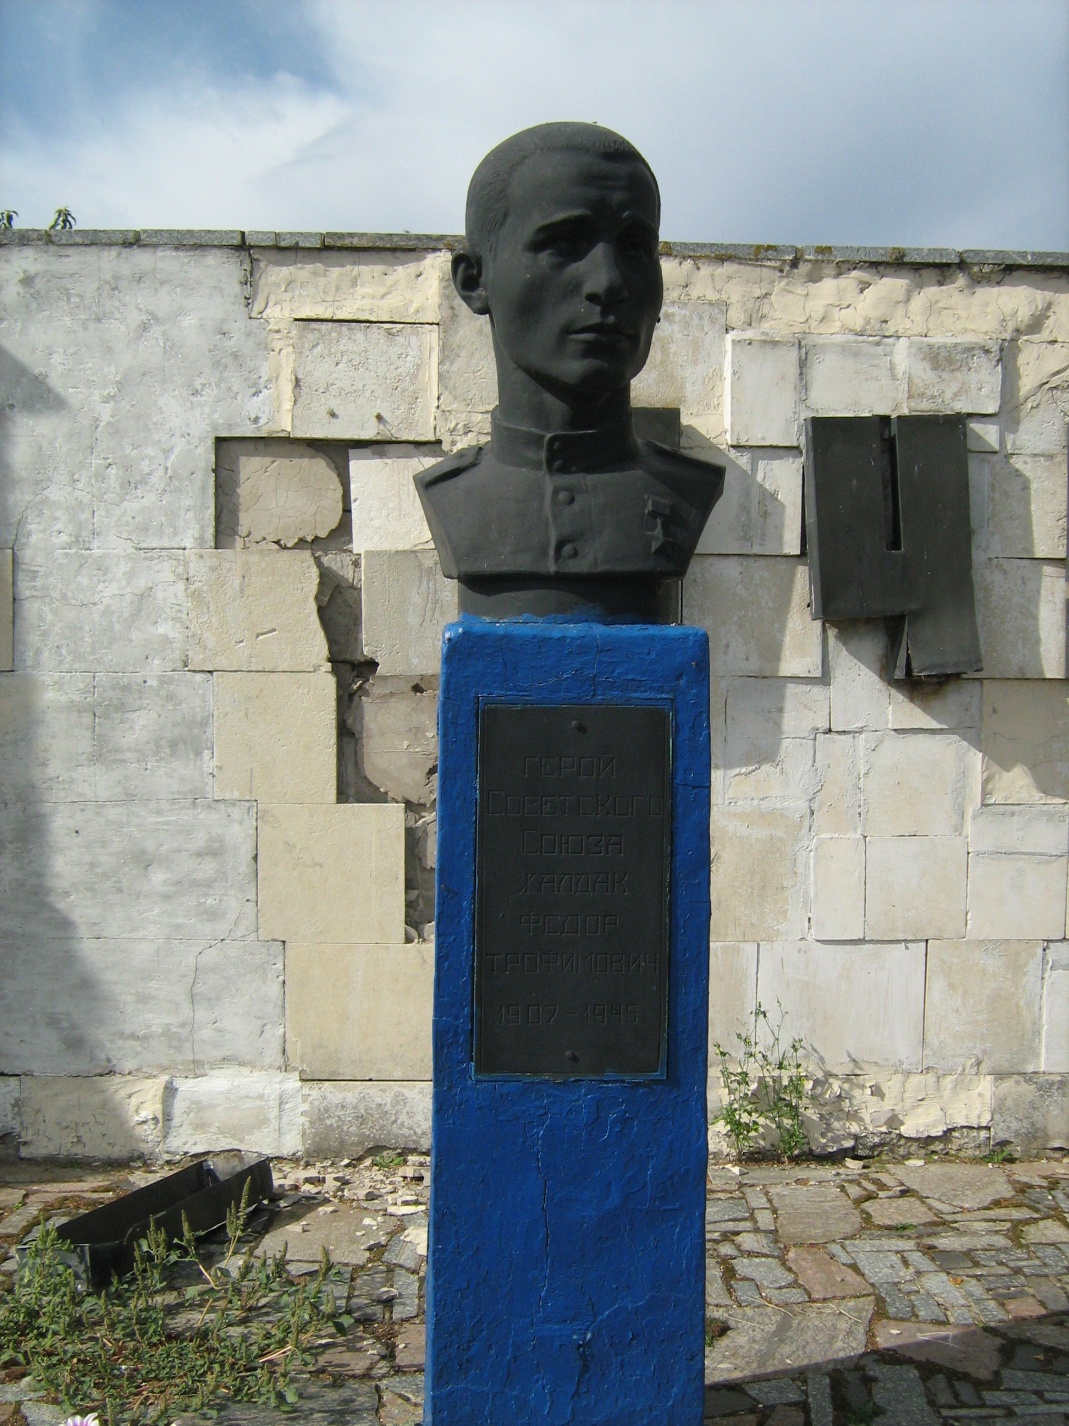 ГЕРОЙ
СОВЕТСКОГО
СОЮЗА
ХАЛДАК
ФЕДОР
ТРОФИМОВИЧ
1907-1945